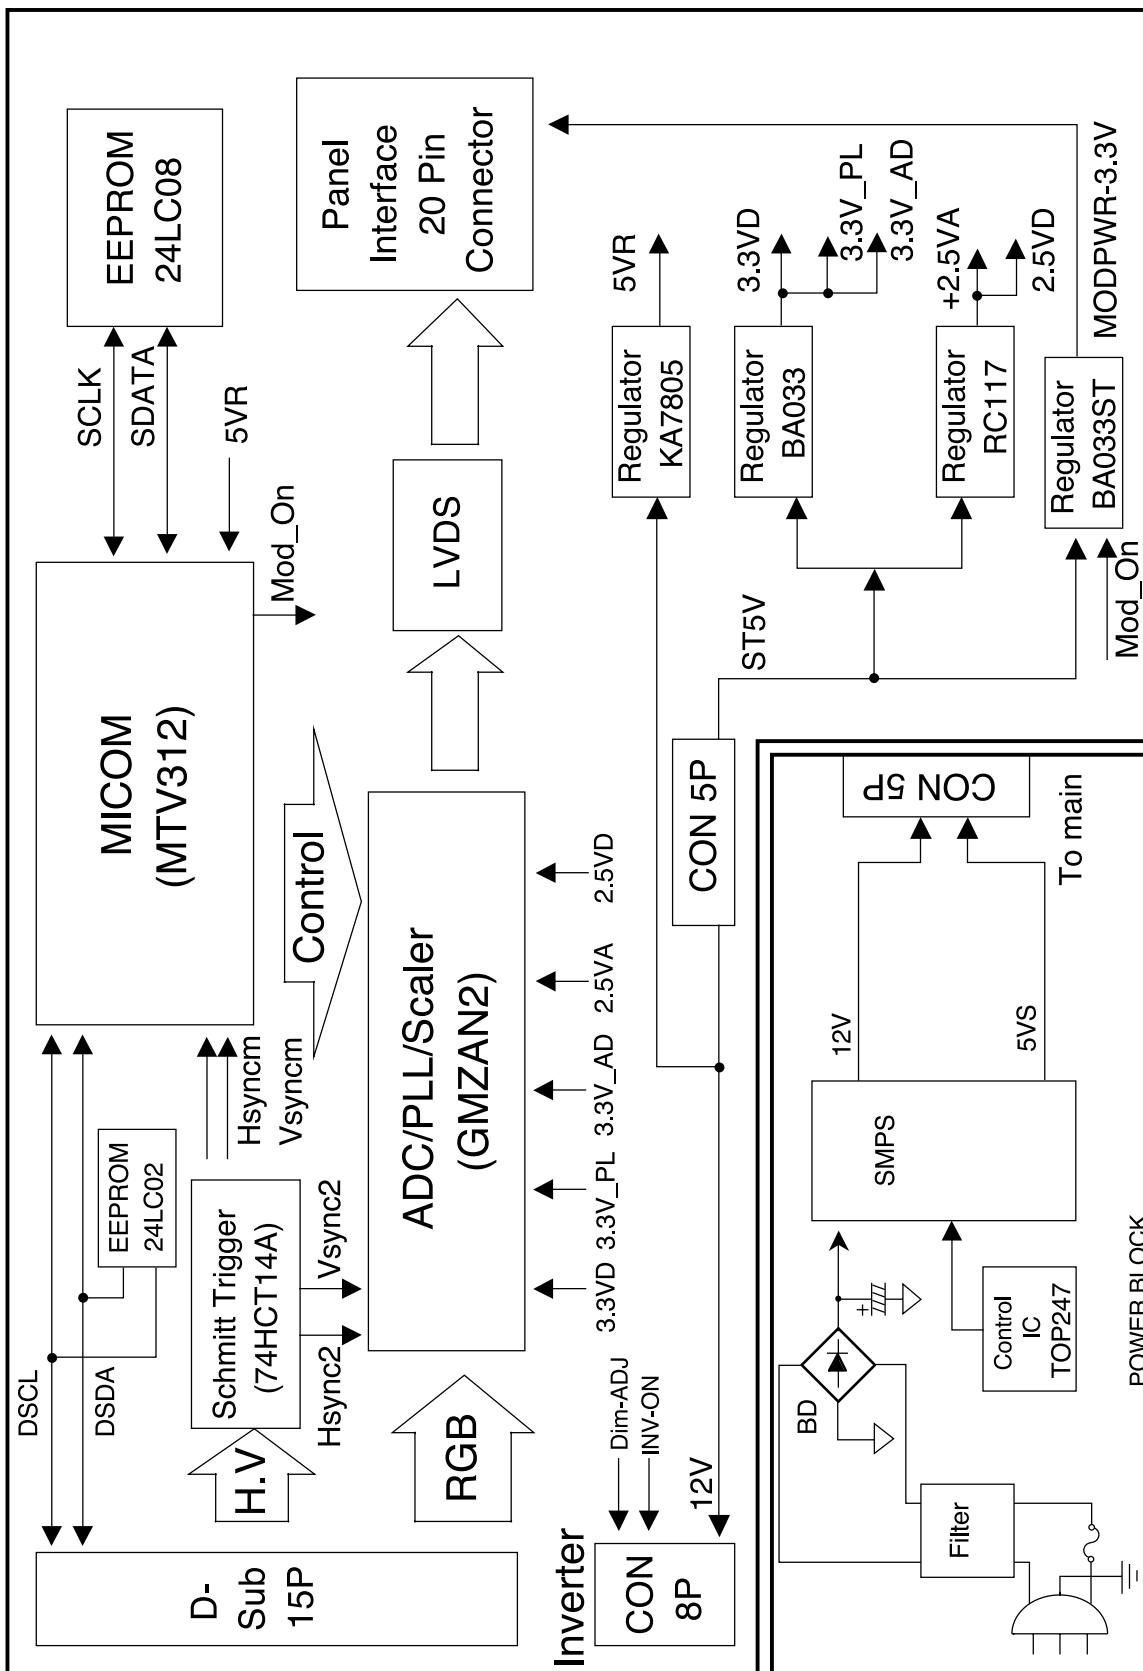 EEPROM
24LC08
Panel
Interface
20 Pin
Connector
SCLK
SDATA
5VR
MICOM
(MTV312)
Mod_On
DSCL
DSDA
EEPROM
24LC02
Hsyncm
Vsyncm
Schmitt Trigger
(74HCT14A)
Hsync2
Vsync2
Control
LVDS
H.V
D-
Sub
15P
RGB
ADC/PLL/Scaler
(GMZAN2)
3.3VD
3.3V_PL
3.3V_AD
2.5VA
2.5VD
Inverter
CON
8P
Dim-ADJ
INV-ON
12V
CON 5P
ST5V
Regulator
KA7805
5VR
Regulator
BA033
3.3VD
3.3V_PL
3.3V_AD
Regulator
RC117
+2.5VA
2.5VD
Regulator
BA033ST
Mod_On
MODPWR-3.3V
Filter
BD
Control
IC
TOP247
SMPS
12V
5VS
CON 5P
To main
POWER BLOCK